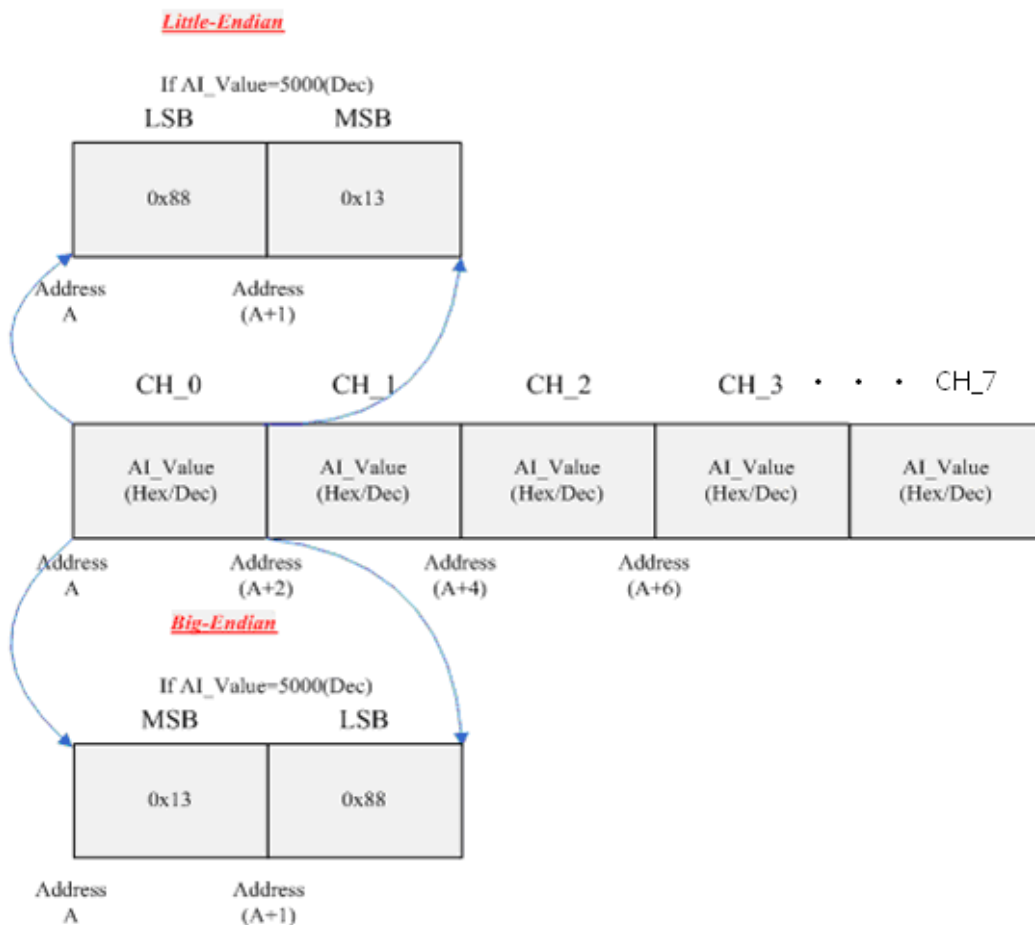 Little-Endian
If AI_Value=5000(Dec)
LSB MSB
0x88 0x13
Address Address
A (A+1)
CH_0 CH_1 CH_2 CH_3 · · · CH_7
AI_Value AI_Value AI_Value AI_Value AI_Value
(Hex/Dec) (Hex/Dec) (Hex/Dec) (Hex/Dec) (Hex/Dec)
Address Address Address Address
A (A+2) (A+4) (A+6)
Big-Endian
If AI_Value=5000(Dec)
MSB LSB
0x13 0x88
Address Address
A (A+1)